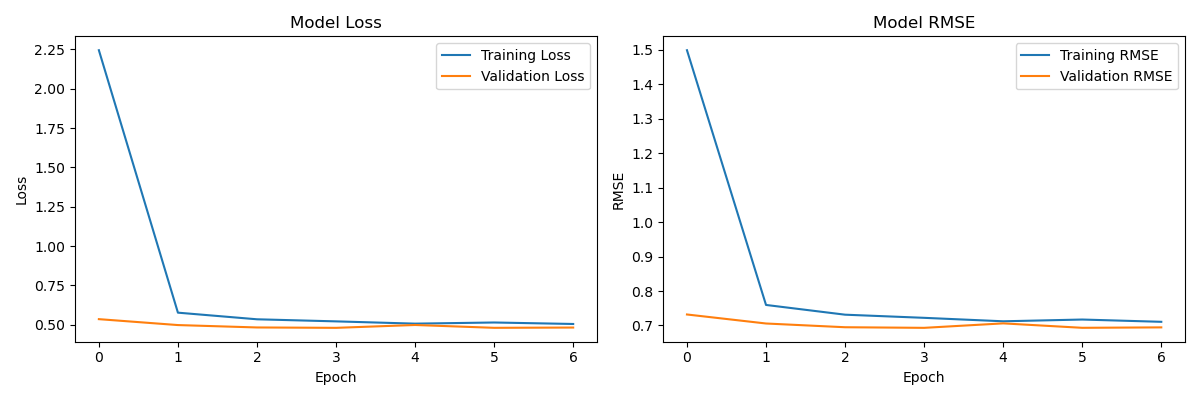 Model Loss
2.25
2.00
1.75
1.50
1.25
1.00
0.75
0.50
Loss
0 1 2 3 4 5 6
Epoch
Training Loss
Validation Loss
Model RMSE
1.5
1.4
1.3
1.2
1.1
1.0
0.9
0.8
0.7
RMSE
0 1 2 3 4 5 6
Epoch
Training RMSE
Validation RMSE